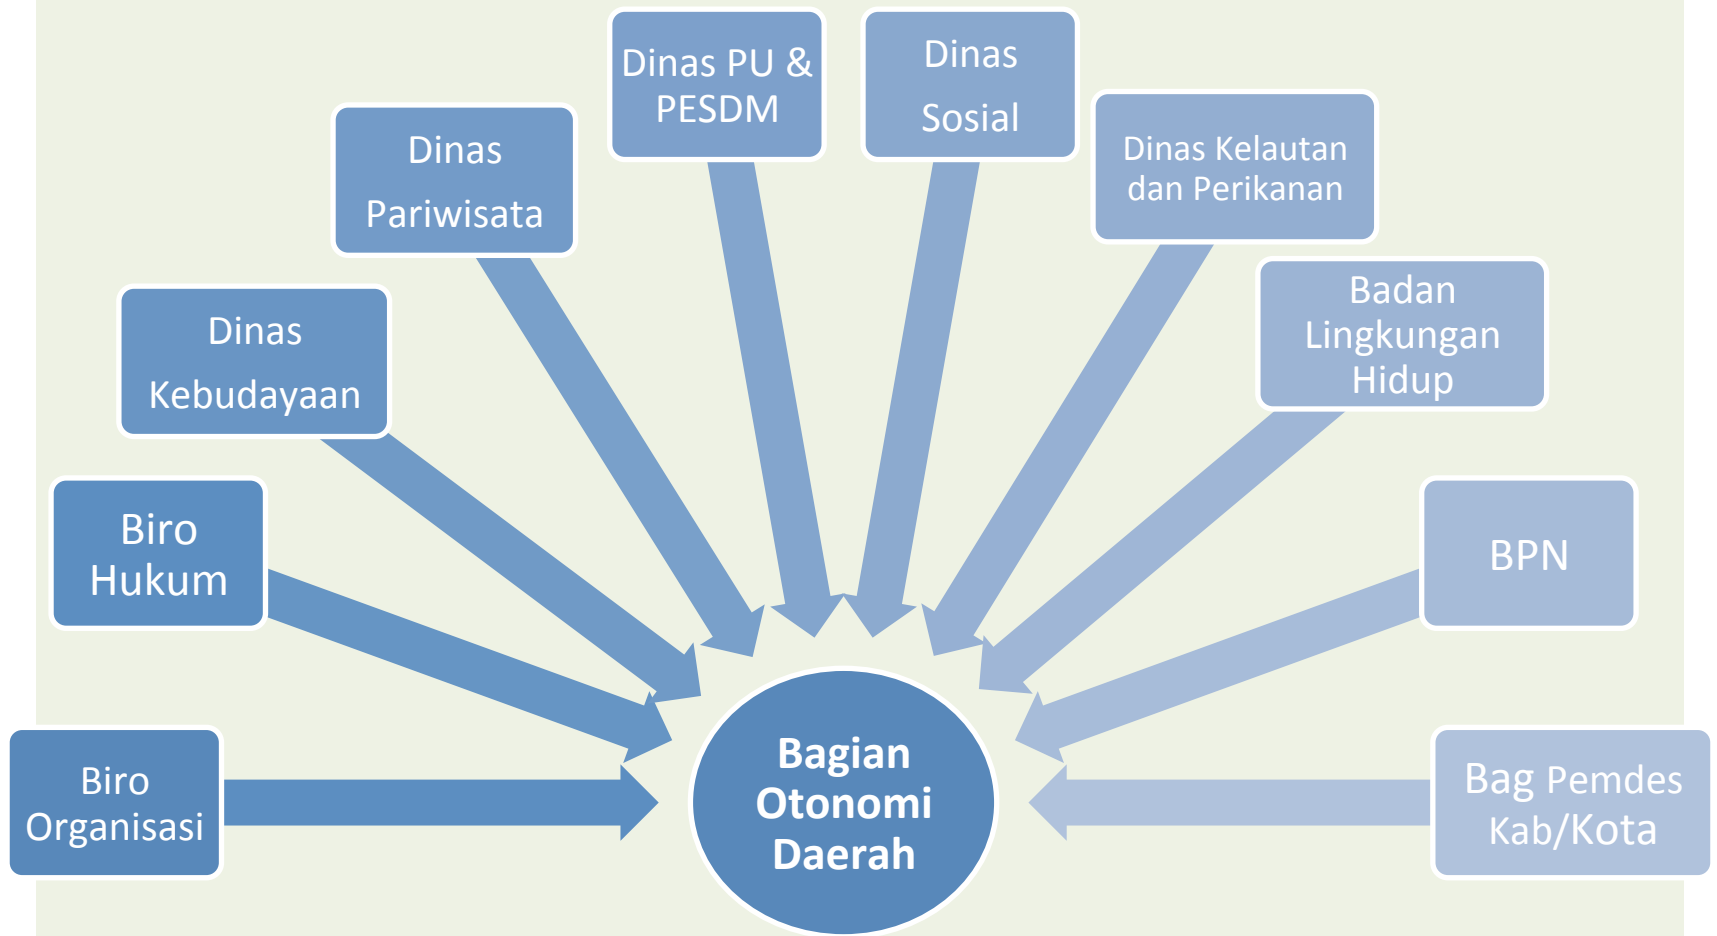 Dinas PU &
PESDM
Dinas
Sosial
Dinas
Pariwisata
Dinas Kelautan
dan Perikanan
Dinas
Kebudayaan
Badan
Lingkungan
Hidup
Biro
Hukum
BPN
Biro
Organisasi
Bagian
Otonomi
Daerah
Bag Pemdes
Kab/Kota